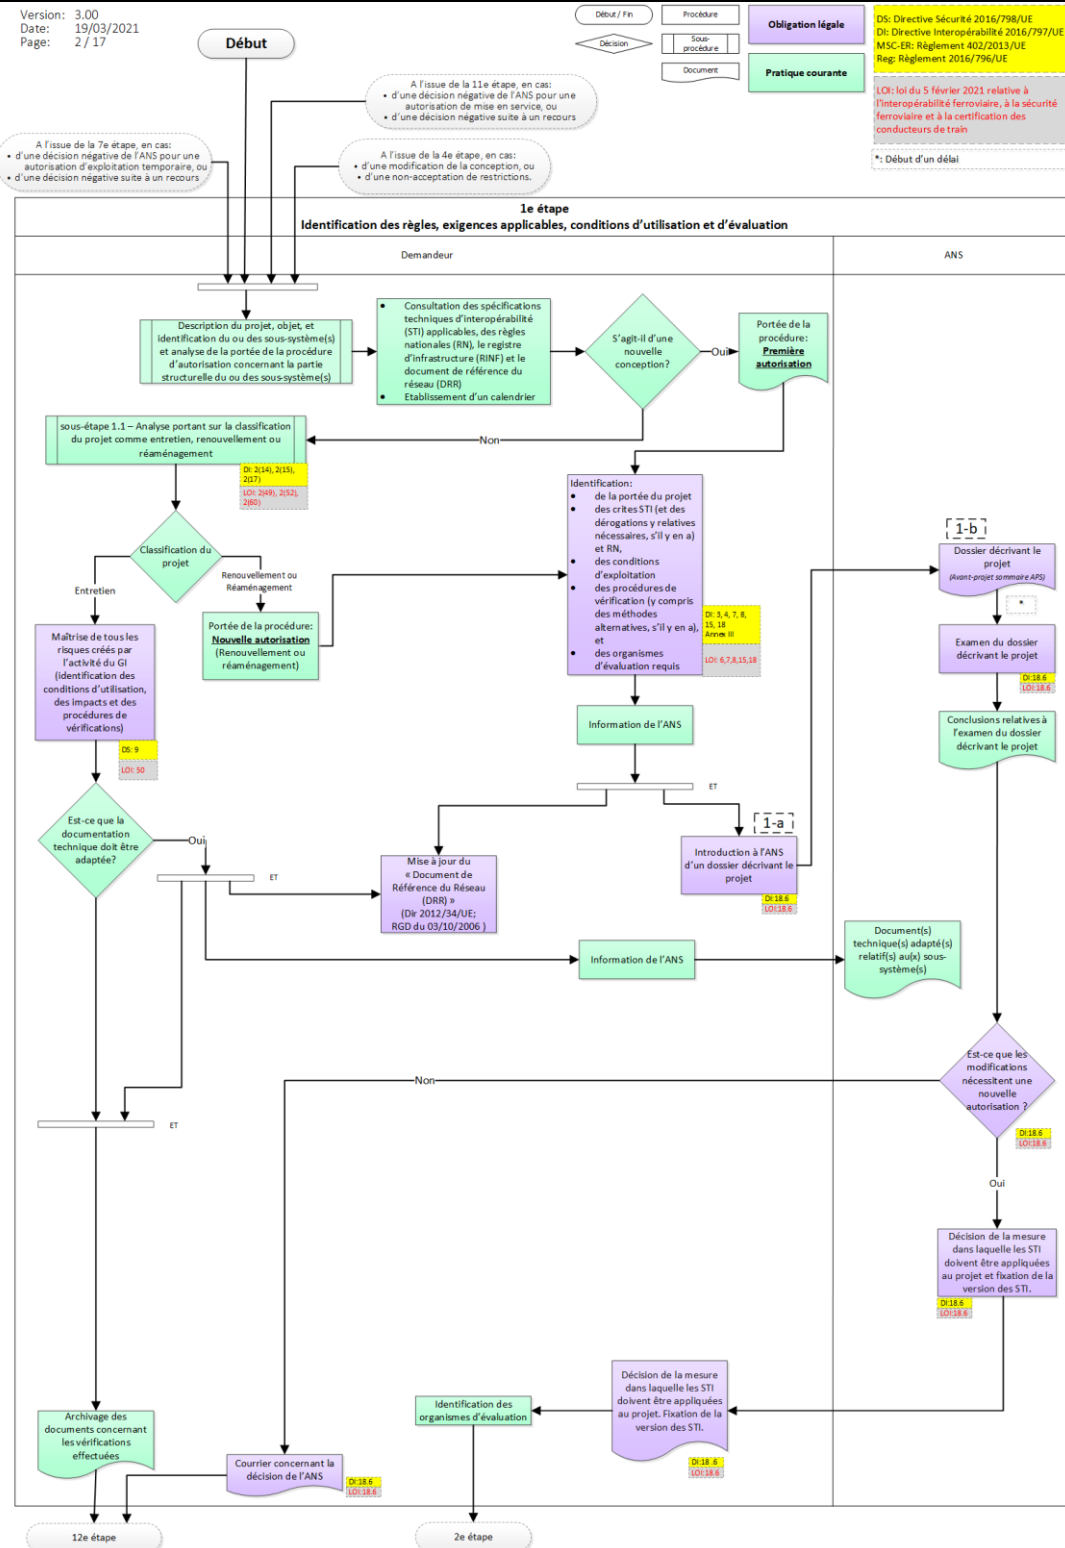 Version: 3.00
Date: 19/03/2021
Page: 2 / 17
Début
Début / Fin
Procédure
Décision
Sous-
procédure
Document
Obligation légale
Pratique courante
DS: Directive Sécurité 2016/798/UE
DI: Directive Interopérabilité 2016/797/UE
MSC-ER: Règlement 402/2013/UE
Reg: Règlement 2016/796/UE
LOI: loi du 5 février 2021 relative à
l'interopérabilité ferroviaire, à la sécurité
ferroviaire et à la certification des
conducteurs de train
*: Début d'un délai
A l'issue de la 11e étape, en cas:
• d'une décision négative de l'ANS pour une
autorisation de mise en service, ou
• d'une décision négative suite à un recours
A l'issue de la 7e étape, en cas:
• d'une décision négative de l'ANS pour une
autorisation d'exploitation temporaire, ou
• d'une décision négative suite à un recours
A l'issue de la 4e étape, en cas:
• d'une modification de la conception, ou
• d'une non-acceptation de restrictions.
1e étape
Identification des règles, exigences applicables, conditions d'utilisation et d'évaluation
Demandeur
ANS
Description du projet, objet, et
identification du ou des sous-système(s)
et analyse de la portée de la procédure
d'autorisation concernant la partie
structurelle du ou des sous-système(s)
• Consultation des spécifications
techniques d'interopérabilité
(STI) applicables, des règles
nationales (RN), le registre
d'infrastructure (RINF) et le
document de référence du
réseau (DRR)
• Etablissement d'un calendrier
S'agit-il d'une
nouvelle
conception?
Oui
Portée de la
procédure:
Première
autorisation
Non
sous-étape 1.1 – Analyse portant sur la classification
du projet comme entretien, renouvellement ou
réaménagement
DI: 2(14), 2(15),
2(17)
LOI: 2(49), 2(52),
2(60)
Identification:
• de la portée du projet
• des crites STI (et des
dérogations y relatives
nécessaires, s'il y en a)
et RN,
• des conditions
d'exploitation
• des procédures de
vérification (y compris
des méthodes
alternatives, s'il y en a),
et
• des organismes
d'évaluation requis
DI: 3, 4, 7, 8,
15, 18
Annex III
LOI: 6,7,8,15,18
Classification du
projet
Entretien
Renouvellement ou
Réaménagement
Portée de la procédure:
Nouvelle autorisation
(Renouvellement ou
réaménagement)
1-b
Dossier décrivant le
projet
(Avant-projet sommaire APS)
*
Examen du dossier
décrivant le projet
DI:18.6
LOI:18.6
Conclusions relatives à
l'examen du dossier
décrivant le projet
Maîtrise de tous les
risques créés par
l'activité du GI
(identification des
conditions d'utilisation,
des impacts et des
procédures de
vérifications)
DS: 9
LOI: 50
Information de l'ANS
ET
Est-ce que la
documentation
technique doit être
adaptée?
Oui
ET
1-a
Introduction à l'ANS
d'un dossier décrivant le
projet
DI:18.6
LOI:18.6
Mise à jour du
« Document de
Référence du Réseau
(DRR) »
(Dir 2012/34/UE;
RGD du 03/10/2006 )
Information de l'ANS
Document(s)
technique(s) adapté(s)
relatif(s) au(x) sous-
système(s)
Est-ce que les
modifications
nécessitent une
nouvelle
autorisation ?
DI:18.6
LOI:18.6
Non
ET
Oui
Décision de la mesure
dans laquelle les STI
doivent être appliquées
au projet et fixation de la
version des STI.
DI:18.6
LOI:18.6
Décision de la mesure
dans laquelle les STI
doivent être appliquées
au projet. Fixation de la
version des STI.
DI:18 .6
LOI:18.6
Identification des
organismes d'évaluation
Archivage des
documents concernant
les vérifications
effectuées
Courrier concernant la
décision de l'ANS
DI:18.6
LOI:18.6
12e étape
2e étape